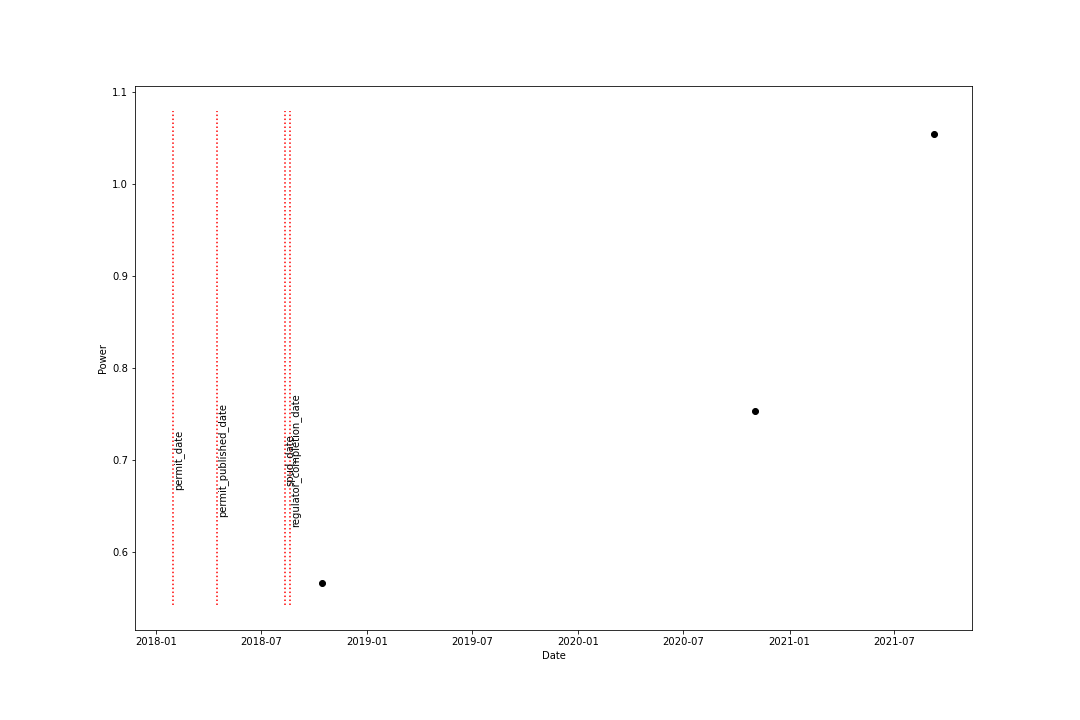 1.1
1.0
0.9
0.8
0.7
0.6
Power
permit_date
permit_published_date
spud_date
regulator_completion_date
2018-01
2018-07
2019-01
2019-07
2020-01
2020-07
2021-01
2021-07
Date